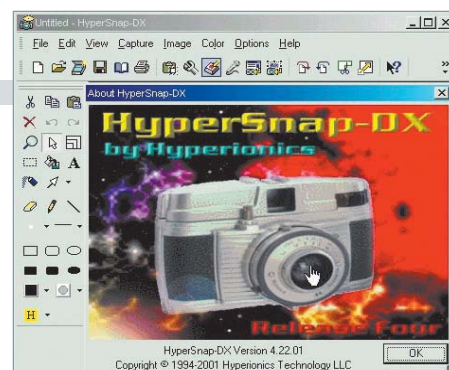 Untitled - HyperSnap-DX
File Edit View Capture Image Color Options Help
About HyperSnap-DX
HyperSnap-DX
by Hyperionics
A
H
Release Four
HyperSnap-DX Version 4.22.01
OK
Copyright © 1994-2001 Hyperionics Technology LLC